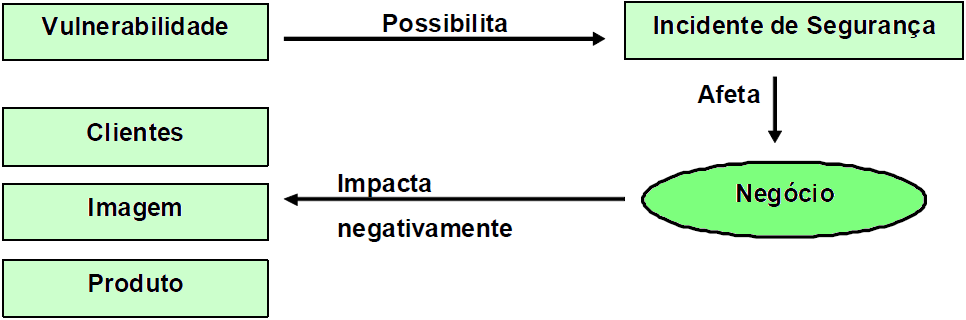 Vulnerabilidade
Possibilita
Incidente de Segurança
Afeta
Negócio
Impacta
negativamente
Clientes
Imagem
Produto